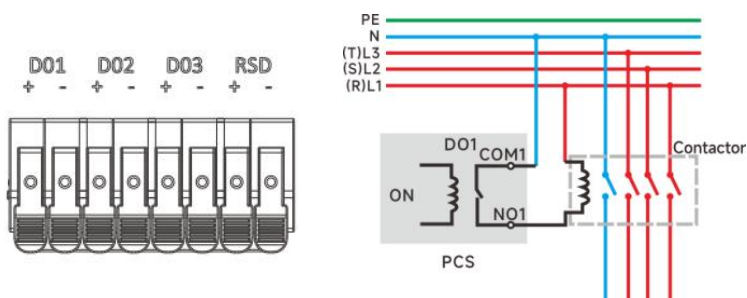 D01 D02 D03 RSD
+ - + - + - + -
PE
N
(T)L3
(S)L2
(R)L1
DO1
COM1
Contactor
ON
NO1
PCS